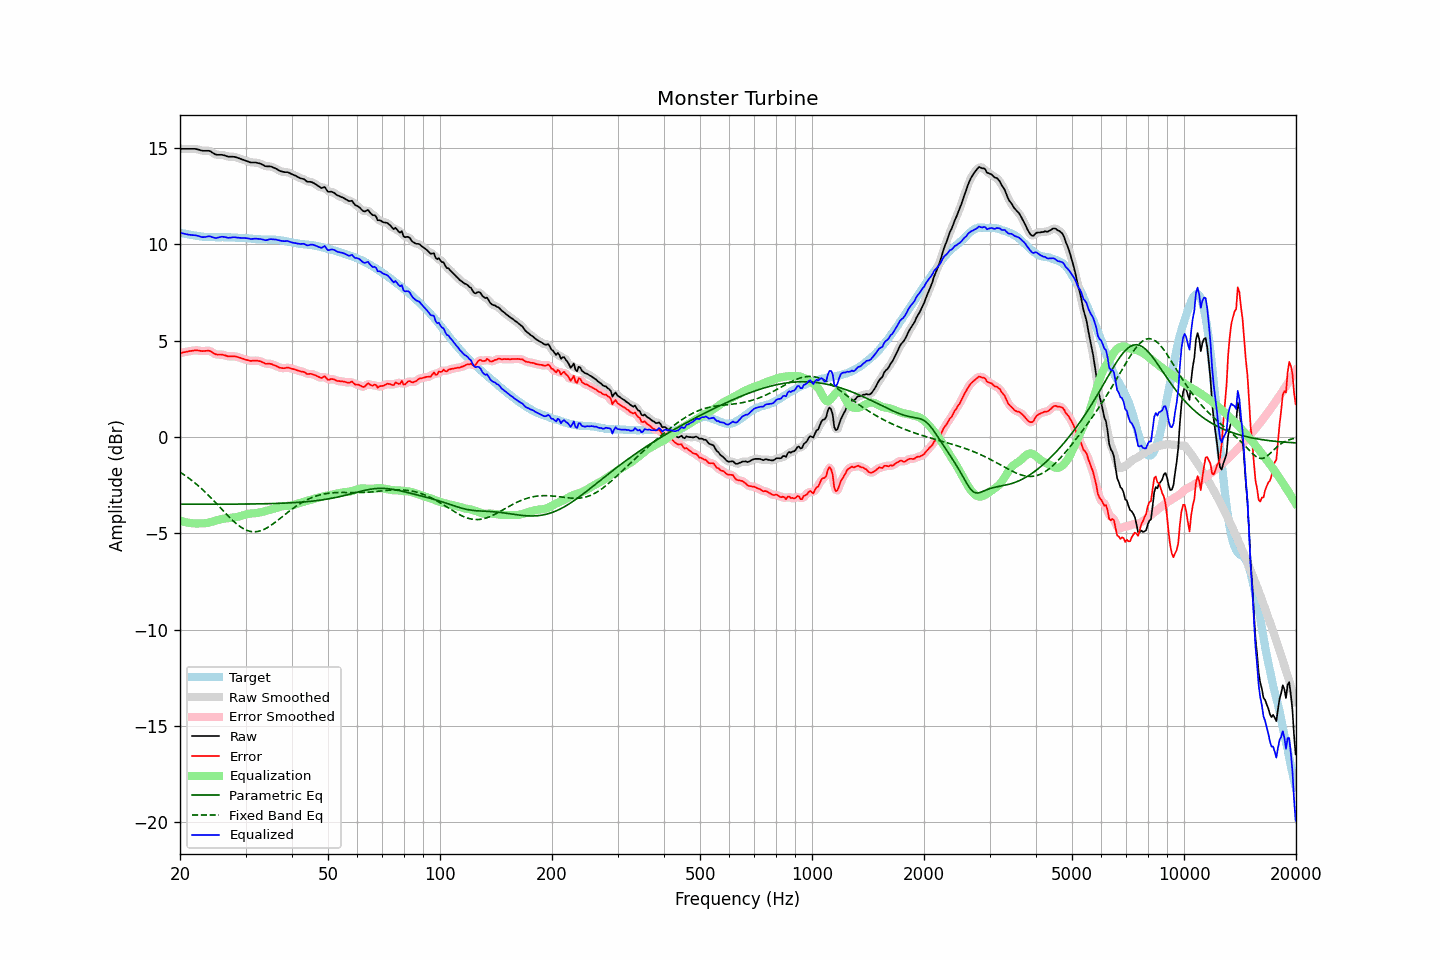 Monster Turbine
Amplitude (dBr)
15
10
5
0
−5
−10
−15
−20
Target
Raw Smoothed
Error Smoothed
Raw
Error
Equalization
Parametric Eq
Fixed Band Eq
Equalized
20 50 100 200 500 1000 2000 5000 10000 20000
Frequency (Hz)